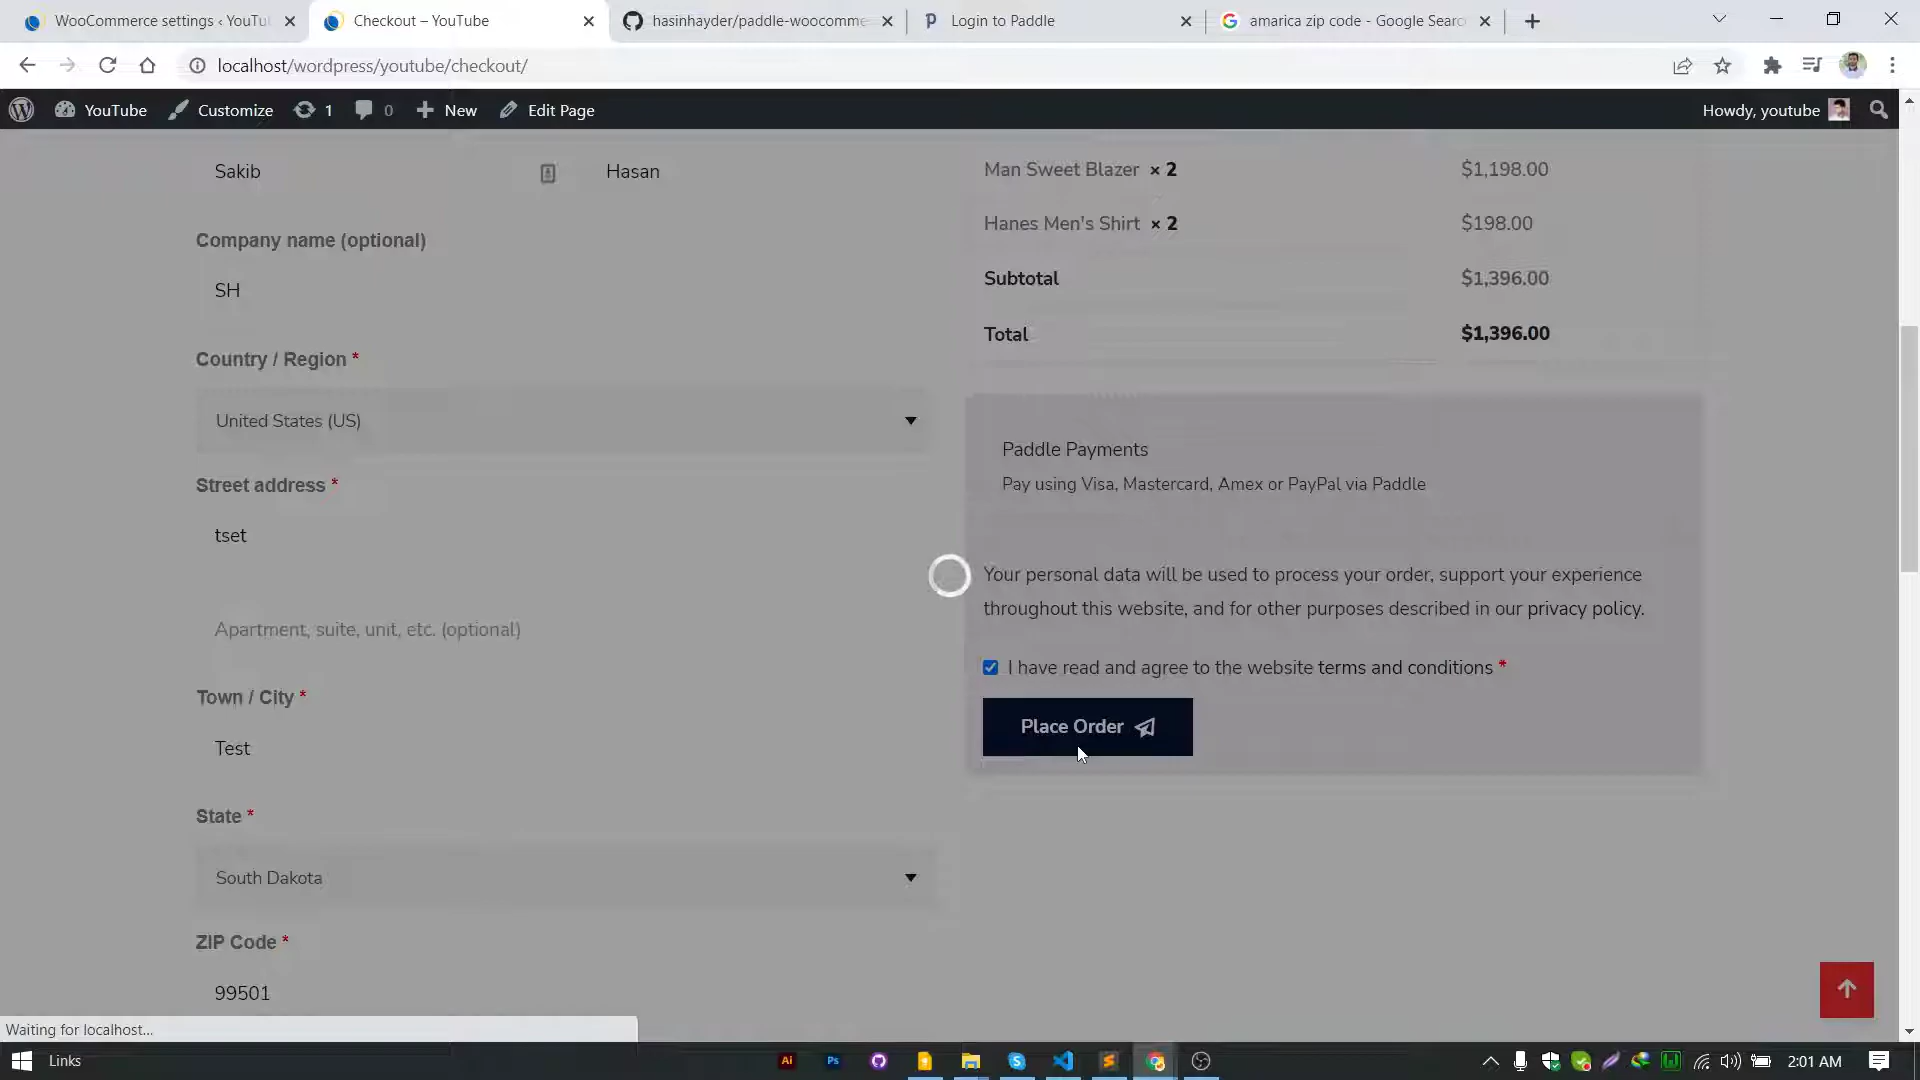 WooCommerce settings ‹ YouTu
Checkout – YouTube
hasinhayder/paddle-woocomme
Login to Paddle
amarica zip code - Google Searc
localhost/wordpress/youtube/checkout/
YouTube
Customize
1
0
New
Edit Page
Howdy, youtube
Sakib
Hasan
Company name (optional)
SH
Country / Region *
United States (US)
Street address *
tset
Apartment, suite, unit, etc. (optional)
Town / City *
Test
State *
South Dakota
ZIP Code *
99501
Man Sweet Blazer × 2
$1,198.00
Hanes Men's Shirt × 2
$198.00
Subtotal
$1,396.00
Total
$1,396.00
Paddle Payments
Pay using Visa, Mastercard, Amex or PayPal via Paddle
Your personal data will be used to process your order, support your experience
throughout this website, and for other purposes described in our privacy policy.
I have read and agree to the website terms and conditions *
Place Order
Waiting for localhost...
Links
Ai
Ps
2:01 AM